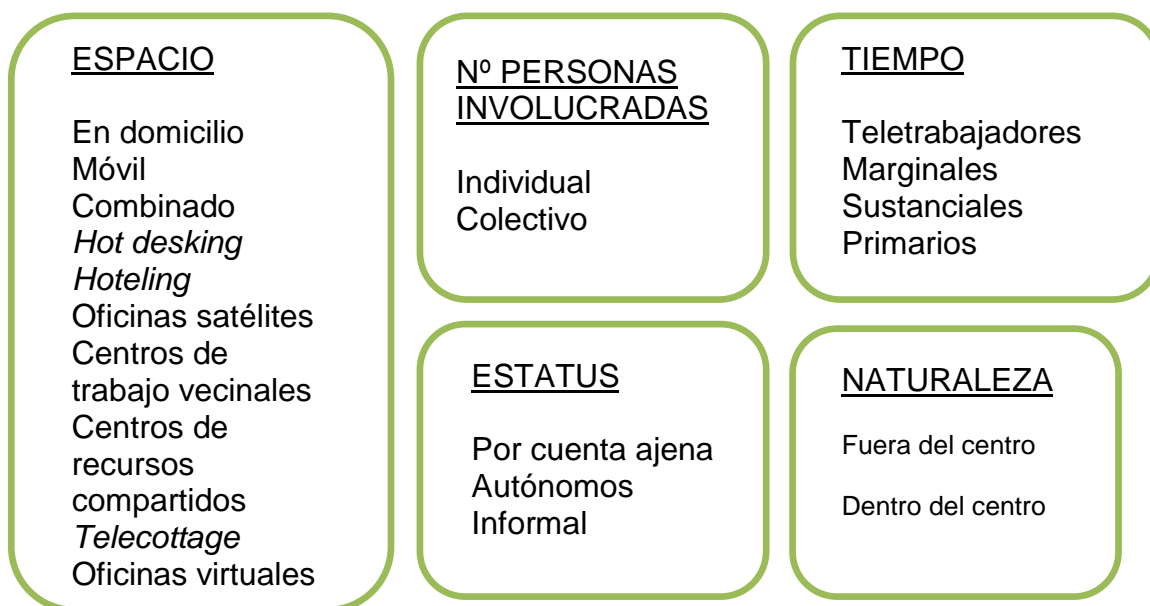 ESPACIO
En domicilio
Móvil
Combinado
Hot desking
Hoteling
Oficinas satélites
Centros de
trabajo vecinales
Centros de
recursos
compartidos
Telecottage
Oficinas virtuales
Nº PERSONAS
INVOLUCRADAS
Individual
Colectivo
TIEMPO
Teletrabajadores
Marginales
Sustanciales
Primarios
ESTATUS
Por cuenta ajena
Autónomos
Informal
NATURALEZA
Fuera del centro
Dentro del centro